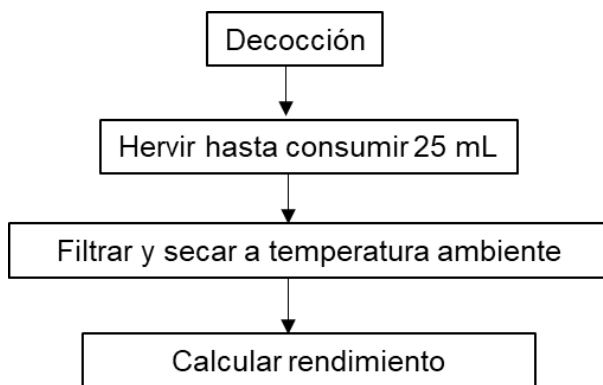 Decocción
Hervir hasta consumir 25 mL
Filtrar y secar a temperatura ambiente
Calcular rendimiento